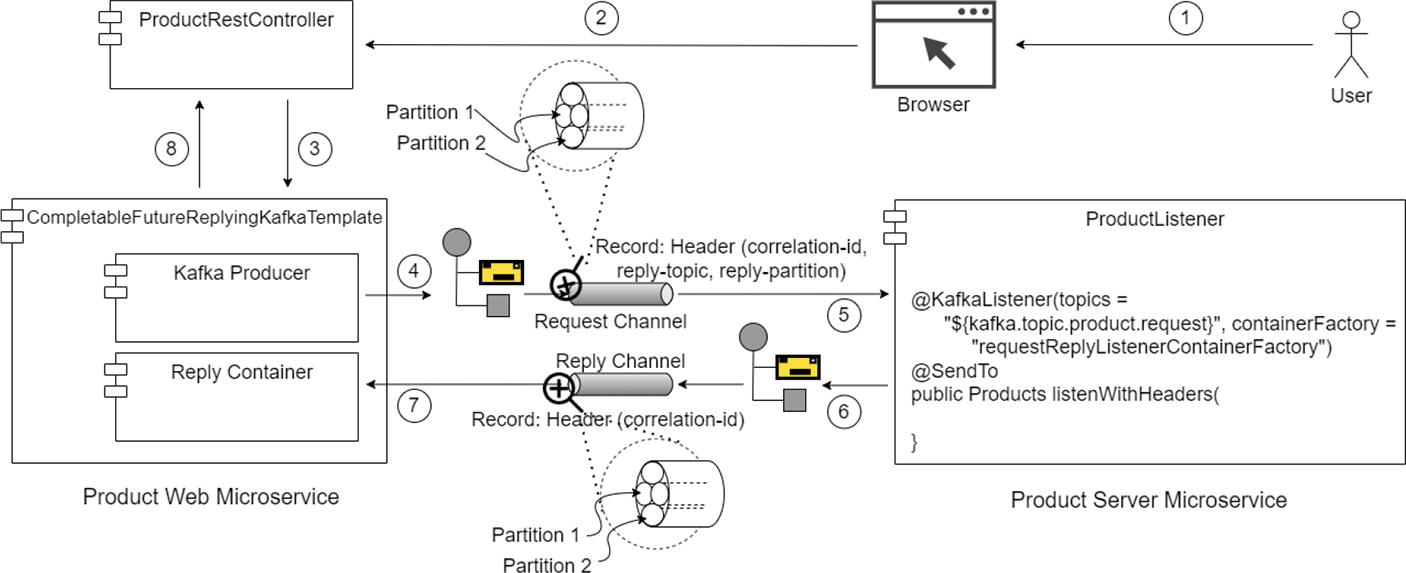 ProductRestController
2
1
Browser
User
Partition 1
Partition 2
8
3
CompletableFutureReplyingKafkaTemplate
Kafka Producer
4
Record: Header (correlation-id,
reply-topic, reply-partition)
Request Channel
5
ProductListener
@KafkaListener(topics =
"${kafka.topic.product.request}", containerFactory =
"requestReplyListenerContainerFactory")
@SendTo
public Products listenWithHeaders(
}
Reply Container
Reply Channel
7
6
Record: Header (correlation-id)
Product Web Microservice
Product Server Microservice
Partition 1
Partition 2